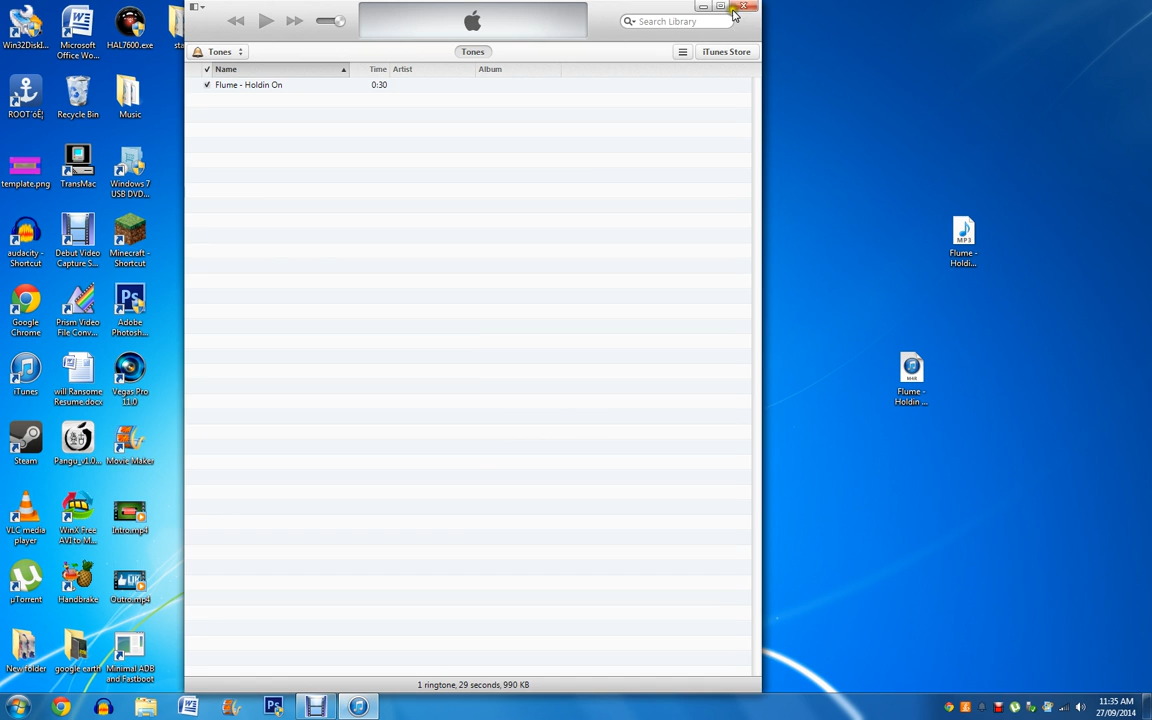 Win32DiskI...
Microsoft Office Wo...
HAL7600.exe
sta
Search Library
Tones
Tones
iTunes Store
Name
Time
Artist
Album
Flume - Holdin On
0:30
Recycle Bin
Music
template.png
TransMac
Windows 7 USB DVD...
audacity - Shortcut
Debut Video Capture S...
Minecraft - Shortcut
MP3
Flume - Holdi...
Google Chrome
Prism Video File Conv...
Adobe Photosh...
iTunes
will Ransome Resume.docx
Vegas Pro 11.0
M4R
Flume - Holdin ...
Steam
Pangu_v1.0...
Movie Maker
VLC media player
WinX Free AVI to M...
Intro.mp4
µTorrent
Handbrake
Outro.mp4
New folder
google earth
Minimal ADB and Fastboot
1 ringtone, 29 seconds, 990 KB
11:35 AM
27/09/2014